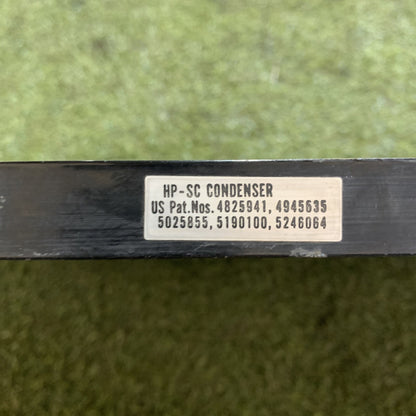 HP-SC CONDENSER
US Pat.Nos. 4825941, 4945635
5025855, 5190100, 5246064